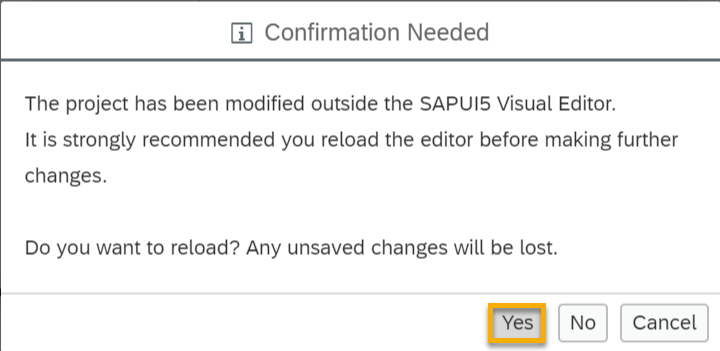 Confirmation Needed
The project has been modified outside the SAPUI5 Visual Editor.
It is strongly recommended you reload the editor before making further
changes.
Do you want to reload? Any unsaved changes will be lost.
Yes No Cancel